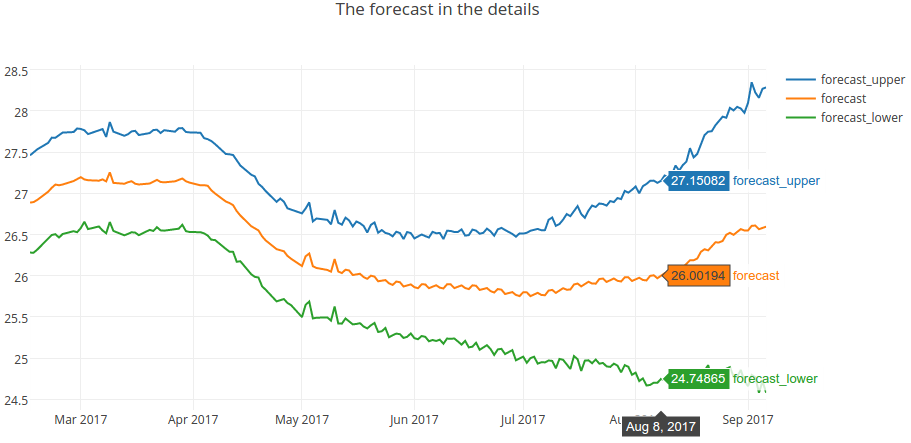 The forecast in the details
28.5
28
27.5
27
26.5
26
25.5
25
24.5
Mar 2017
Apr 2017
May 2017
Jun 2017
Jul 2017
Sep 2017
forecast_upper
forecast
forecast_lower
27.15082 forecast_upper
26.00194 forecast
24.74865 forecast_lower
Aug 8, 2017